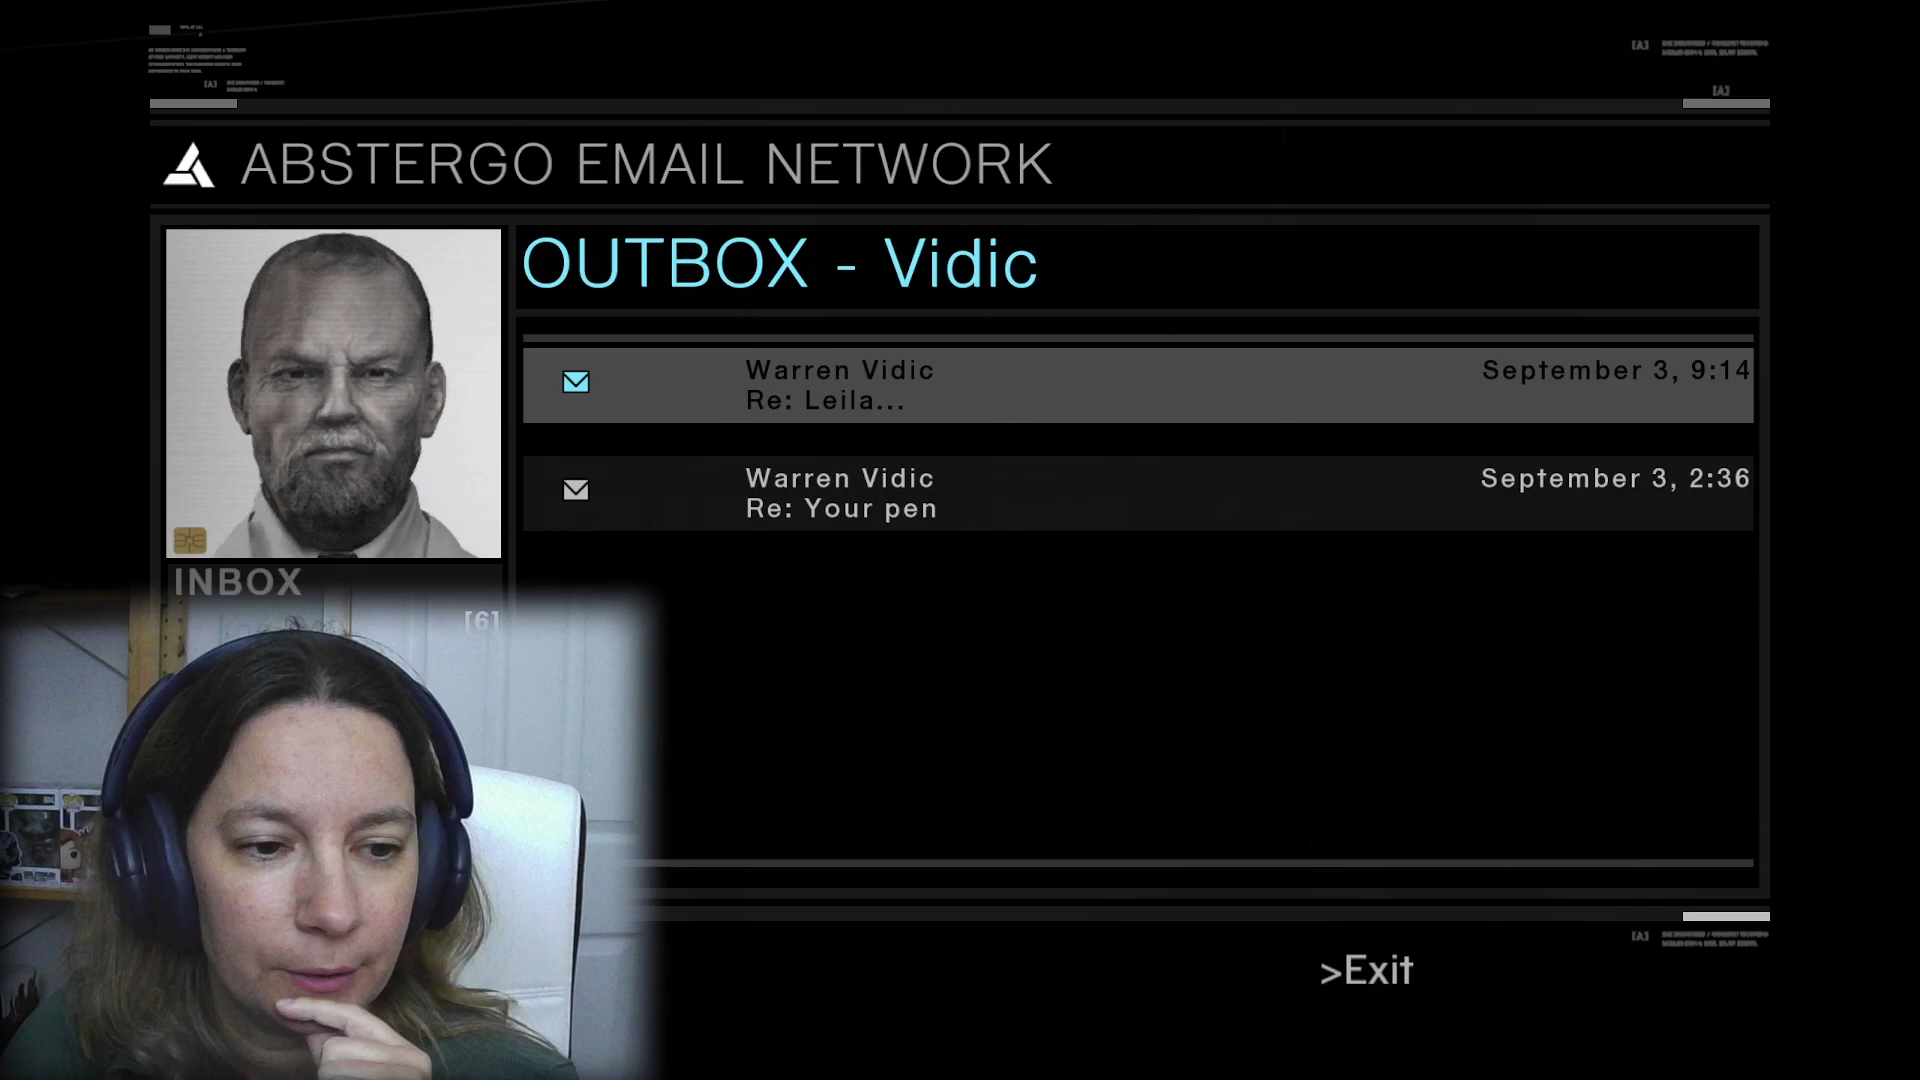 [A]
[A]
[A]
ABSTERGO EMAIL NETWORK
OUTBOX - Vidic
Warren Vidic
September 3, 9:14
Re: Leila...
Warren Vidic
September 3, 2:36
Re: Your pen
INBOX
[6]
[A]
>Exit